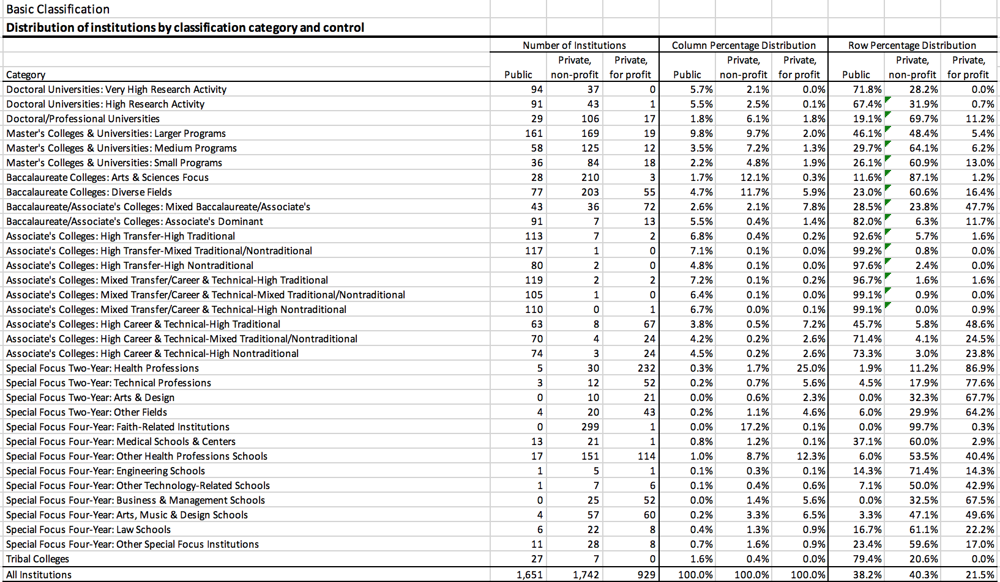 Basic Classification
Distribution of institutions by classification category and control
Number of Institutions Column Percentage Distribution Row Percentage Distribution
Private, Private, Private, Private, Private, Private,
Category Public non-profit for profit Public non-profit for profit Public non-profit for profit
Doctoral Universities: Very High Research Activity 94 37 0 5.7% 2.1% 0.0% 71.8% 28.2% 0.0%
Doctoral Universities: High Research Activity 91 43 1 5.5% 2.5% 0.1% 67.4% 31.9% 0.7%
Doctoral/Professional Universities 29 106 17 1.8% 6.1% 1.8% 19.1% 69.7% 11.2%
Master's Colleges & Universities: Larger Programs 161 169 19 9.8% 9.7% 2.0% 46.1% 48.4% 5.4%
Master's Colleges & Universities: Medium Programs 58 125 12 3.5% 7.2% 1.3% 29.7% 64.1% 6.2%
Master's Colleges & Universities: Small Programs 36 84 18 2.2% 4.8% 1.9% 26.1% 60.9% 13.0%
Baccalaureate Colleges: Arts & Sciences Focus 28 210 3 1.7% 12.1% 0.3% 11.6% 87.1% 1.2%
Baccalaureate Colleges: Diverse Fields 77 203 55 4.7% 11.7% 5.9% 23.0% 60.6% 16.4%
Baccalaureate/Associate's Colleges: Mixed Baccalaureate/Associate's 43 36 72 2.6% 2.1% 7.8% 28.5% 23.8% 47.7%
Baccalaureate/Associate's Colleges: Associate's Dominant 91 7 13 5.5% 0.4% 1.4% 82.0% 6.3% 11.7%
Associate's Colleges: High Transfer-High Traditional 113 7 2 6.8% 0.4% 0.2% 92.6% 5.7% 1.6%
Associate's Colleges: High Transfer-Mixed Traditional/Nontraditional 117 1 0 7.1% 0.1% 0.0% 99.2% 0.8% 0.0%
Associate's Colleges: High Transfer-High Nontraditional 80 2 0 4.8% 0.1% 0.0% 97.6% 2.4% 0.0%
Associate's Colleges: Mixed Transfer/Career & Technical-High Traditional 119 2 2 7.2% 0.1% 0.2% 96.7% 1.6% 1.6%
Associate's Colleges: Mixed Transfer/Career & Technical-Mixed Traditional/Nontraditional 105 1 0 6.4% 0.1% 0.0% 99.1% 0.9% 0.0%
Associate's Colleges: Mixed Transfer/Career & Technical-High Nontraditional 110 0 1 6.7% 0.0% 0.1% 99.1% 0.0% 0.9%
Associate's Colleges: High Career & Technical-High Traditional 63 8 67 3.8% 0.5% 7.2% 45.7% 5.8% 48.6%
Associate's Colleges: High Career & Technical-Mixed Traditional/Nontraditional 70 4 24 4.2% 0.2% 2.6% 71.4% 4.1% 24.5%
Associate's Colleges: High Career & Technical-High Nontraditional 74 3 24 4.5% 0.2% 2.6% 73.3% 3.0% 23.8%
Special Focus Two-Year: Health Professions 5 30 232 0.3% 1.7% 25.0% 1.9% 11.2% 86.9%
Special Focus Two-Year: Technical Professions 3 12 52 0.2% 0.7% 5.6% 4.5% 17.9% 77.6%
Special Focus Two-Year: Arts & Design 0 10 21 0.0% 0.6% 2.3% 0.0% 32.3% 67.7%
Special Focus Two-Year: Other Fields 4 20 43 0.2% 1.1% 4.6% 6.0% 29.9% 64.2%
Special Focus Four-Year: Faith-Related Institutions 0 299 1 0.0% 17.2% 0.1% 0.0% 99.7% 0.3%
Special Focus Four-Year: Medical Schools & Centers 13 21 1 0.8% 1.2% 0.1% 37.1% 60.0% 2.9%
Special Focus Four-Year: Other Health Professions Schools 17 151 114 1.0% 8.7% 12.3% 6.0% 53.5% 40.4%
Special Focus Four-Year: Engineering Schools 1 5 1 0.1% 0.3% 0.1% 14.3% 71.4% 14.3%
Special Focus Four-Year: Other Technology-Related Schools 1 7 6 0.1% 0.4% 0.6% 7.1% 50.0% 42.9%
Special Focus Four-Year: Business & Management Schools 0 25 52 0.0% 1.4% 5.6% 0.0% 32.5% 67.5%
Special Focus Four-Year: Arts, Music & Design Schools 4 57 60 0.2% 3.3% 6.5% 3.3% 47.1% 49.6%
Special Focus Four-Year: Law Schools 6 22 8 0.4% 1.3% 0.9% 16.7% 61.1% 22.2%
Special Focus Four-Year: Other Special Focus Institutions 11 28 8 0.7% 1.6% 0.9% 23.4% 59.6% 17.0%
Tribal Colleges 27 7 0 1.6% 0.4% 0.0% 79.4% 20.6% 0.0%
All Institutions 1,651 1,742 929 100.0% 100.0% 100.0% 38.2% 40.3% 21.5%